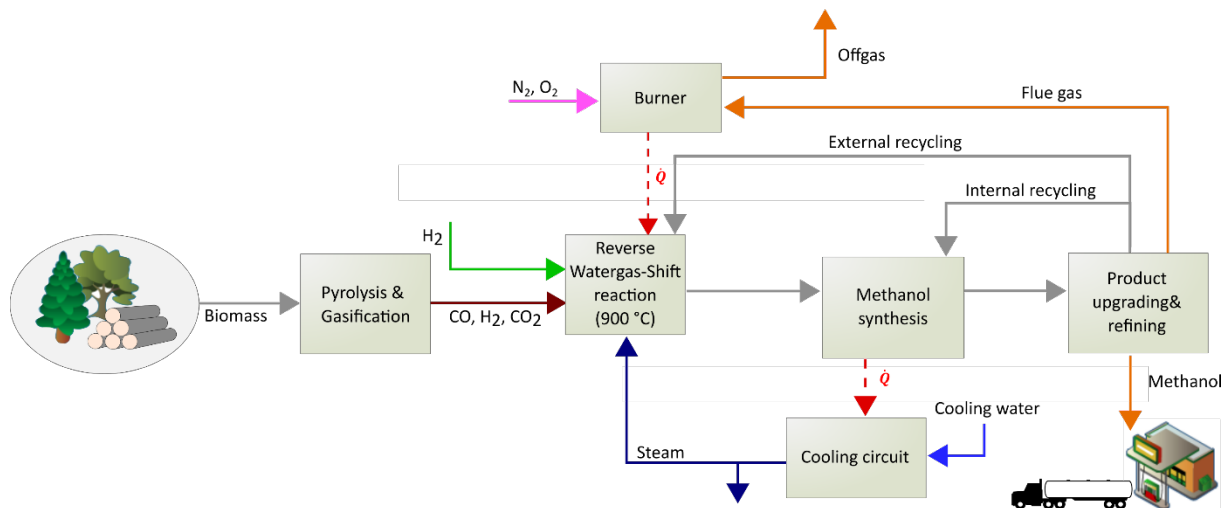 Offgas
N₂, O₂
Burner
Flue gas
External recycling
Q̇
Internal recycling
H₂
Reverse
Watergas-Shift
reaction
(900 °C)
Pyrolysis &
Gasification
Biomass
CO, H₂, CO₂
Methanol
synthesis
Product
upgrading&
refining
Q̇
Methanol
Cooling water
Steam
Cooling circuit